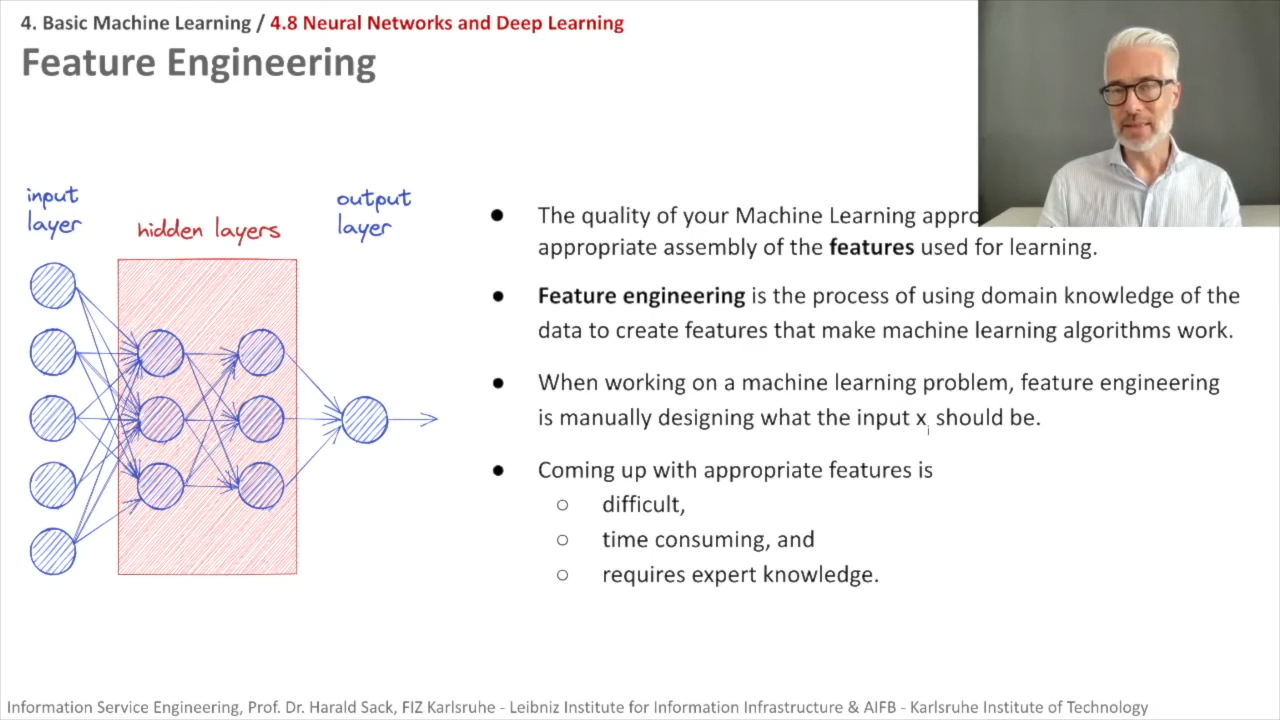 4. Basic Machine Learning / 4.8 Neural Networks and Deep Learning
Feature Engineering
input
layer
hidden layers
output
layer
● The quality of your Machine Learning
appropriate assembly of the features used for learning.
● Feature engineering is the process of using domain knowledge of the
data to create features that make machine learning algorithms work.
● When working on a machine learning problem, feature engineering
is manually designing what the input xi should be.
● Coming up with appropriate features is
○ difficult,
○ time consuming, and
○ requires expert knowledge.
Information Service Engineering, Prof. Dr. Harald Sack, FIZ Karlsruhe - Leibniz Institute for Information Infrastructure & AIFB - Karlsruhe Institute of Technology